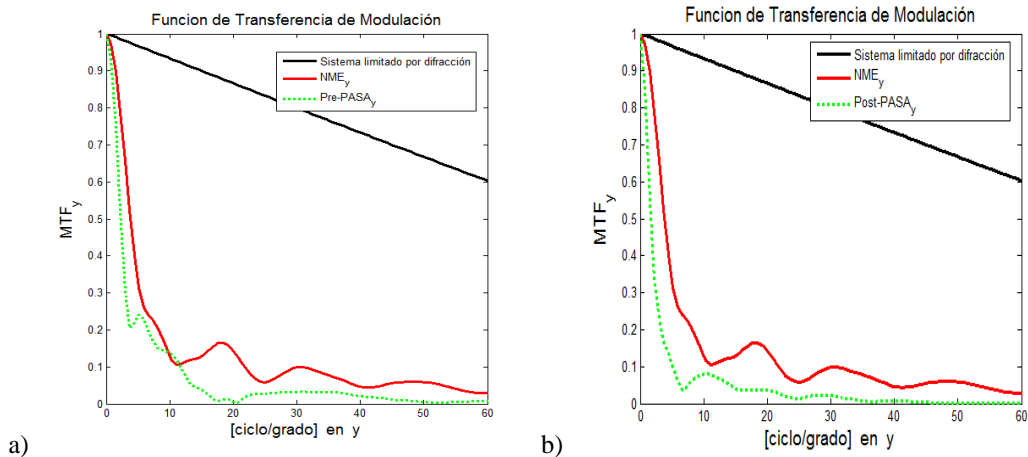 Funcion de Transferencia de Modulación
1
0.9
0.8
0.7
0.6
0.5
0.4
0.3
0.2
0.1
0
MTF_y
Sistema limitado por difracción
NME_y
Pre-PASA_y
0 10 20 30 40 50 60
[ciclo/grado] en y
a)
Funcion de Transferencia de Modulación
1
0.9
0.8
0.7
0.6
0.5
0.4
0.3
0.2
0.1
0
MTF_y
Sistema limitado por difracción
NME_y
Post-PASA_y
0 10 20 30 40 50 60
[ciclo/grado] en y
b)